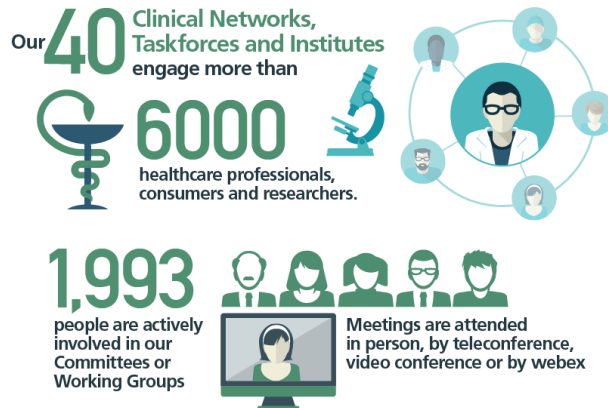 Our 40 Clinical Networks,
Taskforces and Institutes
engage more than
6000
healthcare professionals,
consumers and researchers.
1,993
people are actively
involved in our
Committees or
Working Groups
Meetings are attended
in person, by teleconference,
video conference or by webex